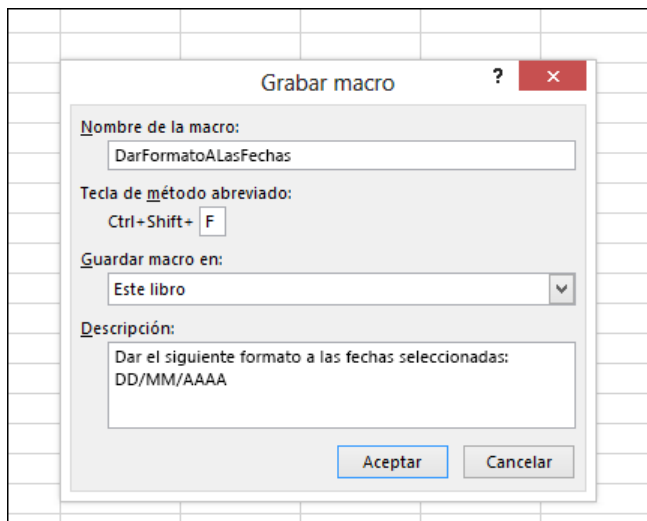 Grabar macro
?
Nombre de la macro:
DarFormatoALasFechas
Tecla de método abreviado:
Ctrl+Shift+ F
Guardar macro en:
Este libro
Descripción:
Dar el siguiente formato a las fechas seleccionadas:
DD/MM/AAAA
Aceptar Cancelar